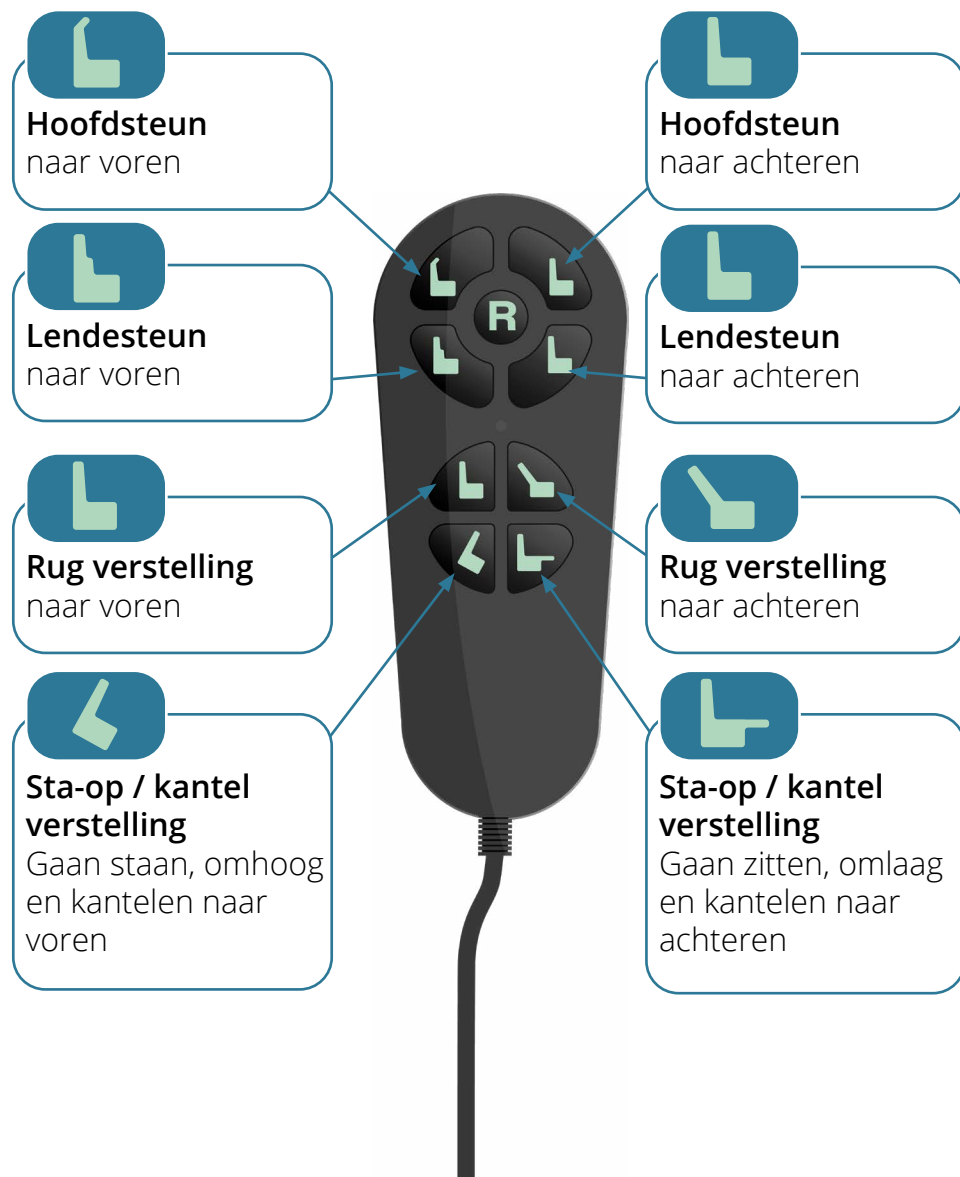 Hoofdsteun
naar voren
Hoofdsteun
naar achteren
Lendesteun
naar voren
Lendesteun
naar achteren
R
Rug verstelling
naar voren
Rug verstelling
naar achteren
Sta-op / kantel
verstelling
Gaan staan, omhoog
en kantelen naar
voren
Sta-op / kantel
verstelling
Gaan zitten, omlaag
en kantelen naar
achteren